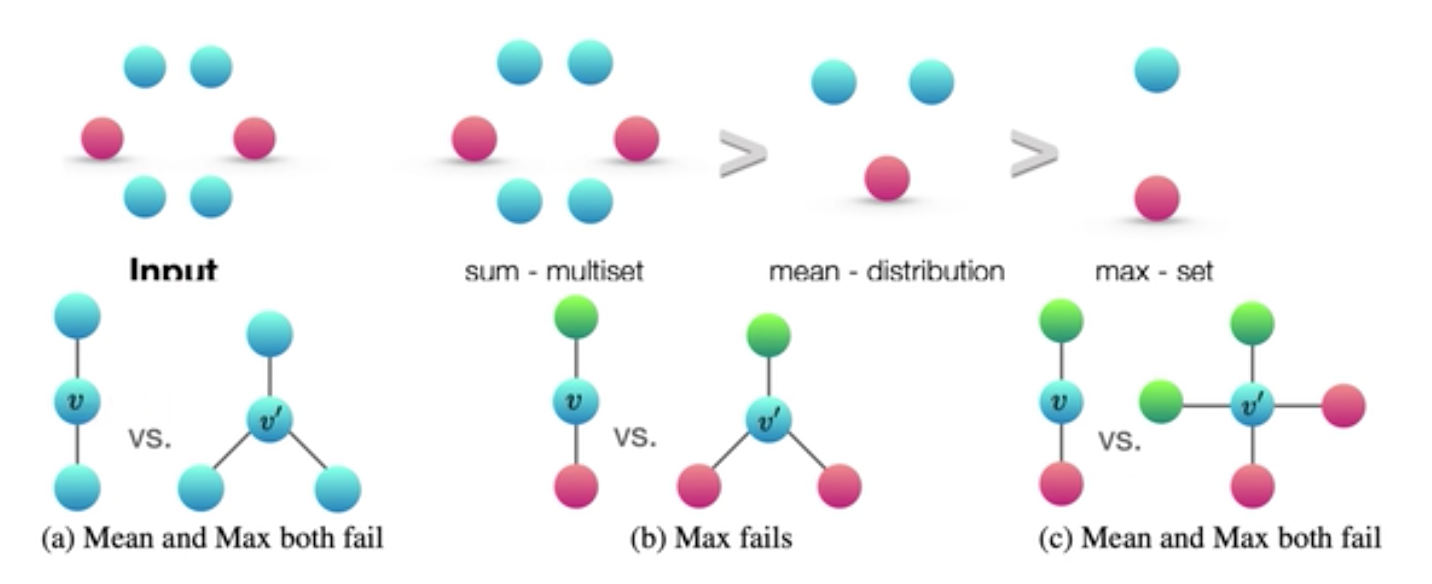 >
>
Input
sum - multiset
mean - distribution
max - set
v
vs.
v′
v
vs.
v′
v
vs.
v′
(a) Mean and Max both fail
(b) Max fails
(c) Mean and Max both fail